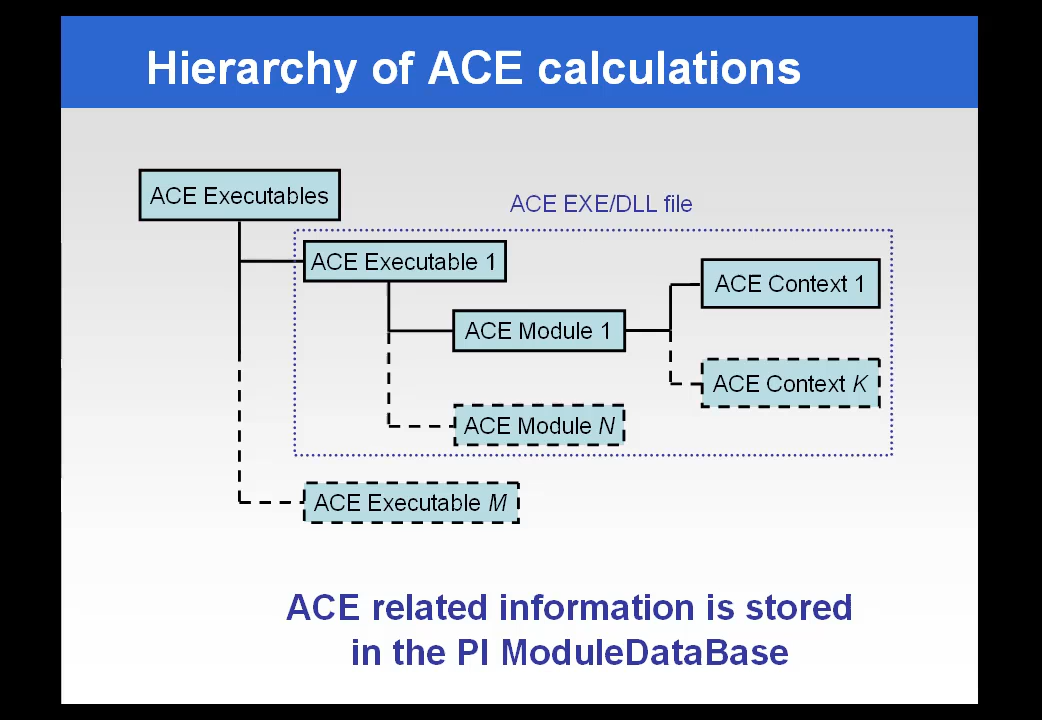 Hierarchy of ACE calculations
ACE Executables
ACE EXE/DLL file
ACE Executable 1
ACE Context 1
ACE Module 1
ACE Context K
ACE Module N
ACE Executable M
ACE related information is stored
in the PI ModuleDataBase